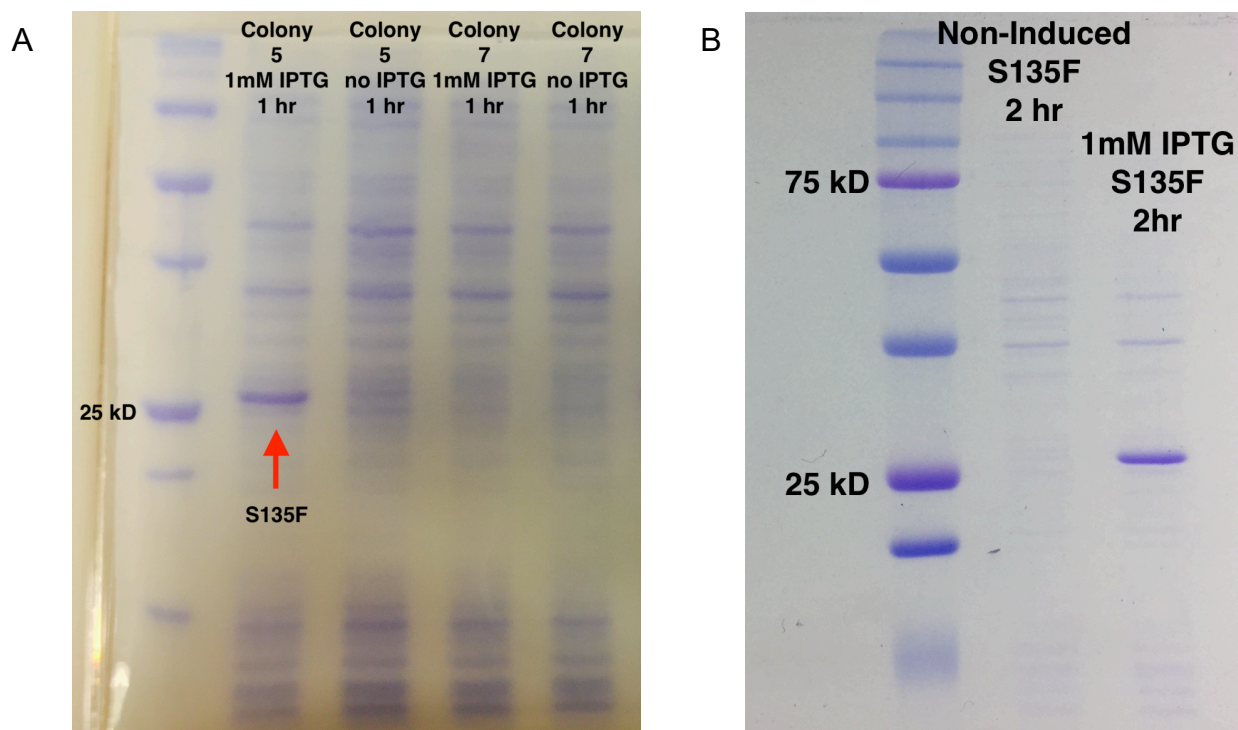 A
Colony
5
1mM IPTG
1 hr
Colony
5
no IPTG
1 hr
Colony
7
1mM IPTG
1 hr
Colony
7
no IPTG
1 hr
25 kD
S135F
B
Non-Induced
S135F
2 hr
1mM IPTG
S135F
2hr
75 kD
25 kD